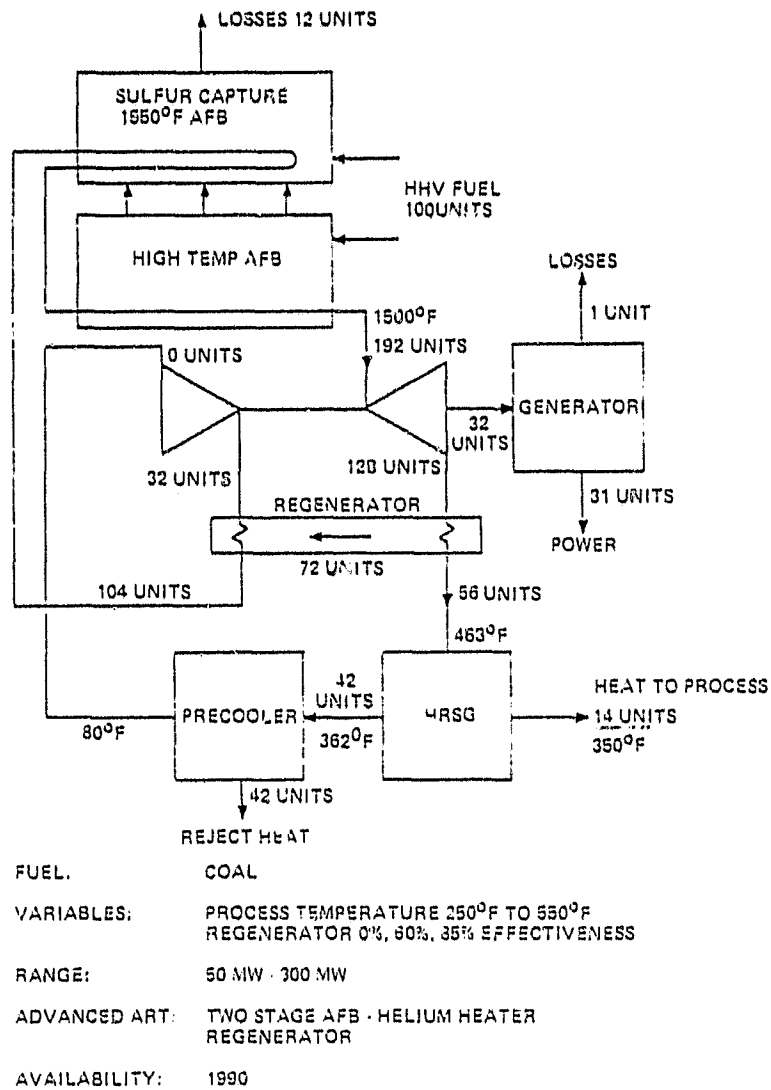 LOSSES 12 UNITS
SULFUR CAPTURE
1550°F AFB
HHV FUEL
100UNITS
HIGH TEMP AFB
LOSSES
1500°F
1 UNIT
0 UNITS
192 UNITS
GENERATOR
32
UNITS
32 UNITS
128 UNITS
REGENERATOR
31 UNITS
72 UNITS
POWER
104 UNITS
56 UNITS
463°F
42
UNITS
HEAT TO PROCESS
PRECOOLER
HRSG
14 UNITS
80°F
362°F
350°F
42 UNITS
REJECT HEAT
FUEL. COAL
VARIABLES: PROCESS TEMPERATURE 250°F TO 550°F
REGENERATOR 0%, 60%, 85% EFFECTIVENESS
RANGE: 50 MW - 300 MW
ADVANCED ART: TWO STAGE AFB - HELIUM HEATER
REGENERATOR
AVAILABILITY: 1990